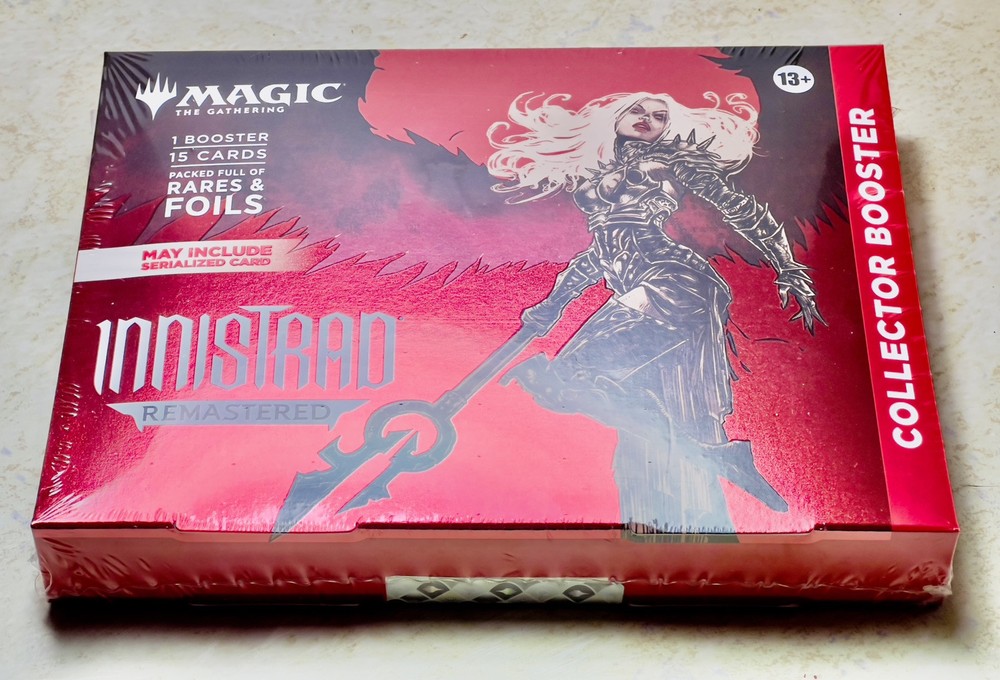 MAGIC
THE GATHERING
1 BOOSTER
15 CARDS
PACKED FULL OF
RARES &
FOILS
MAY INCLUDE
SERIALIZED CARD
INNISTRAD
REMASTERED
13+
COLLECTOR BOOSTER